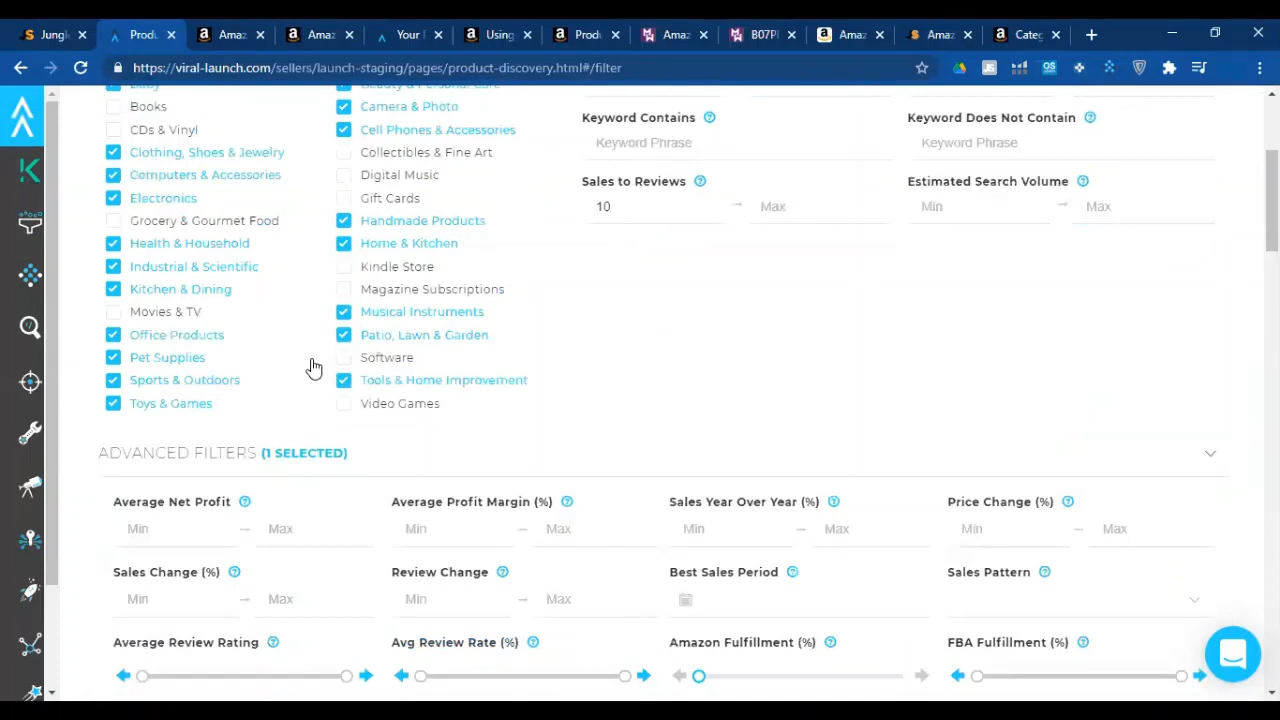 Jungl
Produ
Amaz
Amaz
Your l
Using
Produ
Amaz
B07Pl
Amaz
Amaz
Categ
https://viral-launch.com/sellers/launch-staging/pages/product-discovery.html#/filter
Baby
Beauty & Personal Care
Books
Camera & Photo
CDs & Vinyl
Cell Phones & Accessories
Clothing, Shoes & Jewelry
Collectibles & Fine Art
Computers & Accessories
Digital Music
Electronics
Gift Cards
Grocery & Gourmet Food
Handmade Products
Health & Household
Home & Kitchen
Industrial & Scientific
Kindle Store
Kitchen & Dining
Magazine Subscriptions
Movies & TV
Musical Instruments
Office Products
Patio, Lawn & Garden
Pet Supplies
Software
Sports & Outdoors
Tools & Home Improvement
Toys & Games
Video Games
Keyword Contains
Keyword Phrase
Keyword Does Not Contain
Keyword Phrase
Sales to Reviews
10 → Max
Estimated Search Volume
Min → Max
ADVANCED FILTERS (1 SELECTED)
Average Net Profit
Min → Max
Average Profit Margin (%)
Min → Max
Sales Year Over Year (%)
Min → Max
Price Change (%)
Min → Max
Sales Change (%)
Min → Max
Review Change
Min → Max
Best Sales Period
Sales Pattern
Average Review Rating
Avg Review Rate (%)
Amazon Fulfillment (%)
FBA Fulfillment (%)